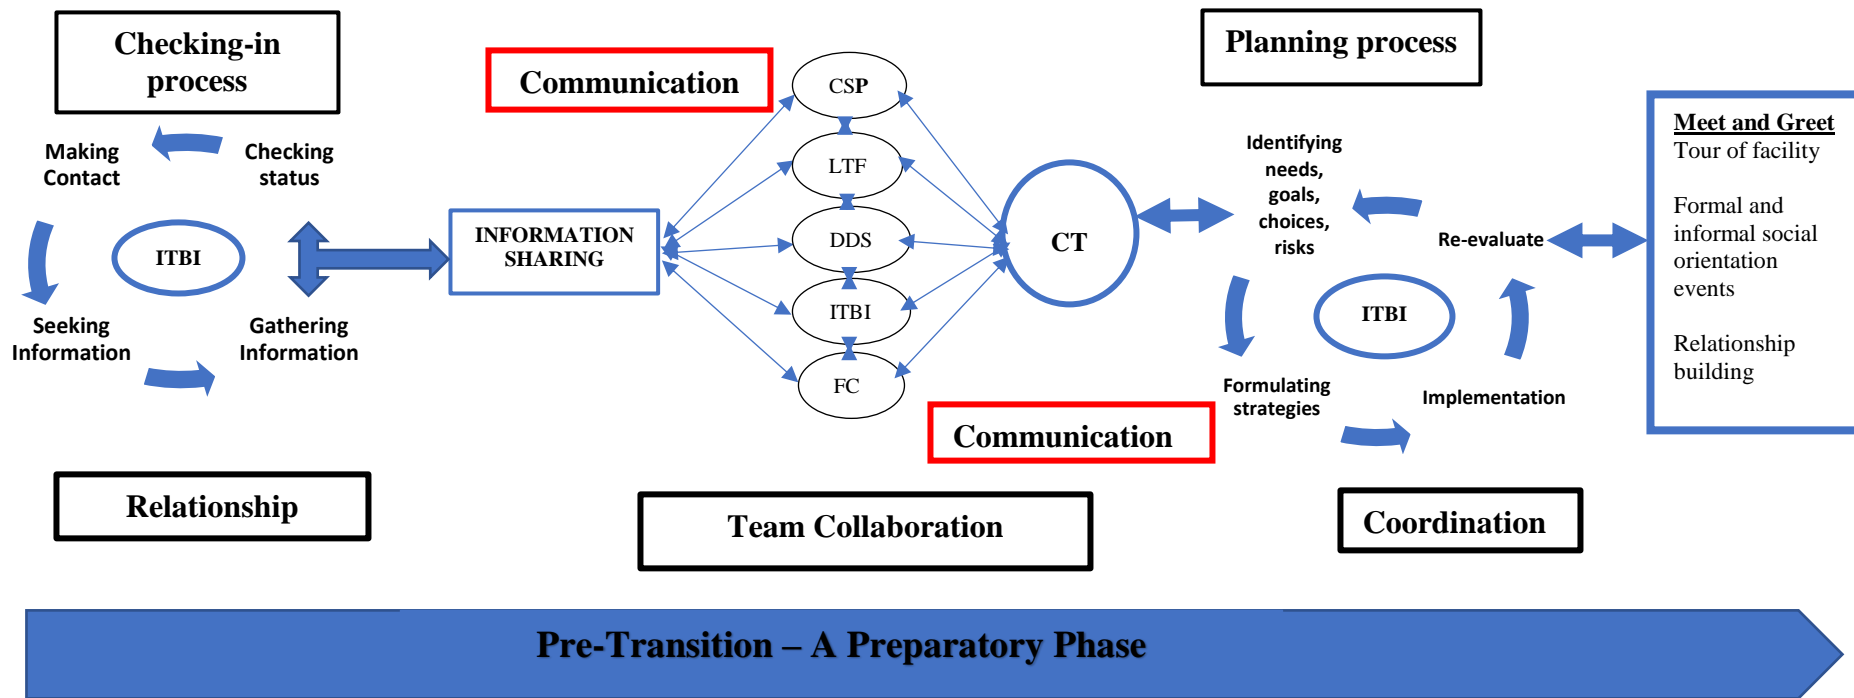 Checking-in
process
Making
Contact
Checking
status
ITBI
Seeking
Information
Gathering
Information
Relationship
Communication
INFORMATION
SHARING
CSP
LTF
DDS
ITBI
FC
CT
Communication
Team Collaboration
Planning process
Identifying
needs,
goals,
choices,
risks
Re-evaluate
ITBI
Formulating
strategies
Implementation
Coordination
Meet and Greet
Tour of facility
Formal and
informal social
orientation
events
Relationship
building
Pre-Transition – A Preparatory Phase